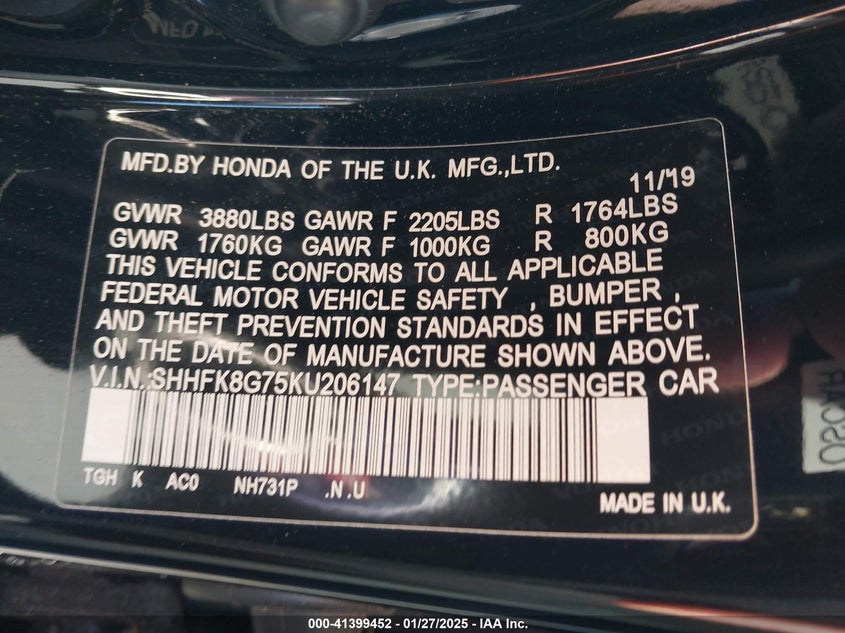 MFD.BY HONDA OF THE U.K. MFG.,LTD.
11/'19
GVWR 3880LBS GAWR F 2205LBS R 1764LBS
GVWR 1760KG GAWR F 1000KG R 800KG
THIS VEHICLE CONFORMS TO ALL APPLICABLE
FEDERAL MOTOR VEHICLE SAFETY , BUMPER ,
AND THEFT PREVENTION STANDARDS IN EFFECT
ON THE DATE OF MANUFACTURE SHOWN ABOVE.
V.I.N.:SHHFK8G75KU206147 TYPE:PASSENGER CAR
TGH K AC0 NH731P .N.U
MADE IN U.K.
000-41399452 - 01/27/2025 - IAA Inc.